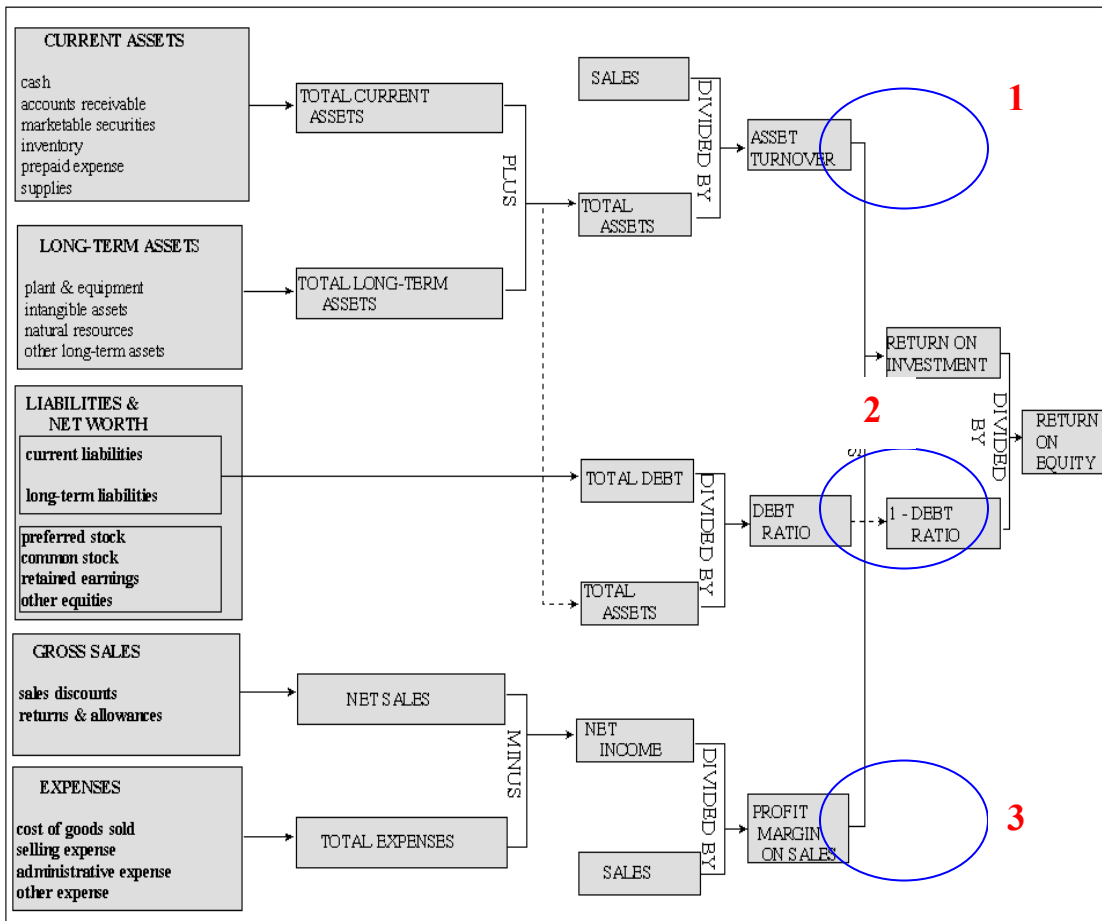 CURRENT ASSETS
cash
accounts receivable
marketable securities
inventory
prepaid expense
supplies
TOTAL CURRENT
ASSETS
PLUS
SALES
DIVIDED BY
TOTAL
ASSETS
ASSET
TURNOVER
1
LONG-TERM ASSETS
plant & equipment
intangible assets
natural resources
other long-term assets
TOTAL LONG-TERM
ASSETS
RETURN ON
INVESTMENT
2
DIVIDED
BY
RETURN
ON
EQUITY
LIABILITIES &
NET WORTH
current liabilities
long-term liabilities
preferred stock
common stock
retained earnings
other equities
TOTAL DEBT
DIVIDED BY
TOTAL
ASSETS
DEBT
RATIO
1 - DEBT
RATIO
GROSS SALES
sales discounts
returns & allowances
NET SALES
MINUS
NET
INCOME
DIVIDED BY
SALES
PROFIT
MARGIN
ON SALES
3
EXPENSES
cost of goods sold
selling expense
administrative expense
other expense
TOTAL EXPENSES